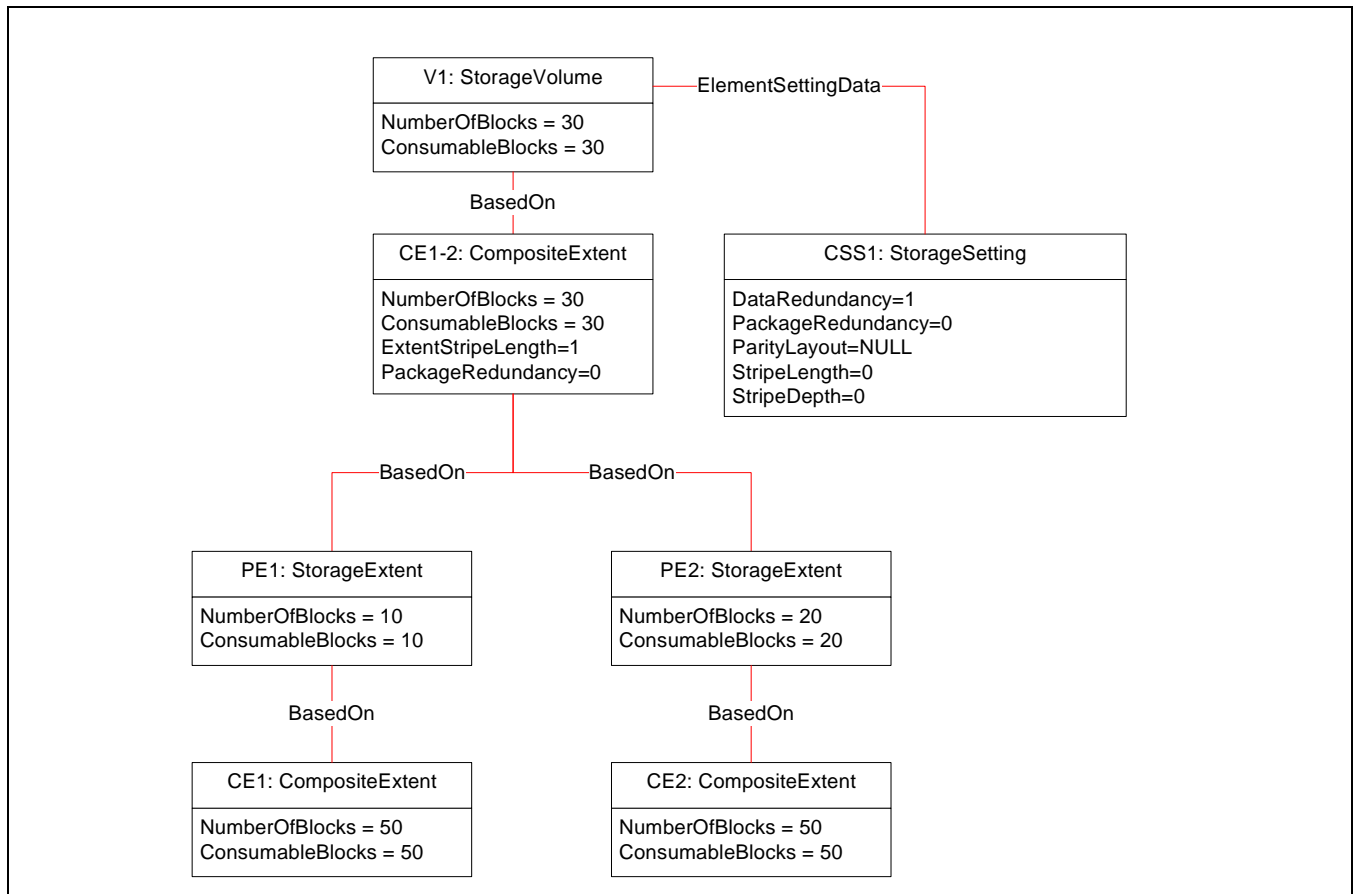 V1: StorageVolume
NumberOfBlocks = 30
ConsumableBlocks = 30
ElementSettingData
BasedOn
CE1-2: CompositeExtent
NumberOfBlocks = 30
ConsumableBlocks = 30
ExtentStripeLength=1
PackageRedundancy=0
CSS1: StorageSetting
DataRedundancy=1
PackageRedundancy=0
ParityLayout=NULL
StripeLength=0
StripeDepth=0
BasedOn
BasedOn
PE1: StorageExtent
NumberOfBlocks = 10
ConsumableBlocks = 10
PE2: StorageExtent
NumberOfBlocks = 20
ConsumableBlocks = 20
BasedOn
BasedOn
CE1: CompositeExtent
NumberOfBlocks = 50
ConsumableBlocks = 50
CE2: CompositeExtent
NumberOfBlocks = 50
ConsumableBlocks = 50